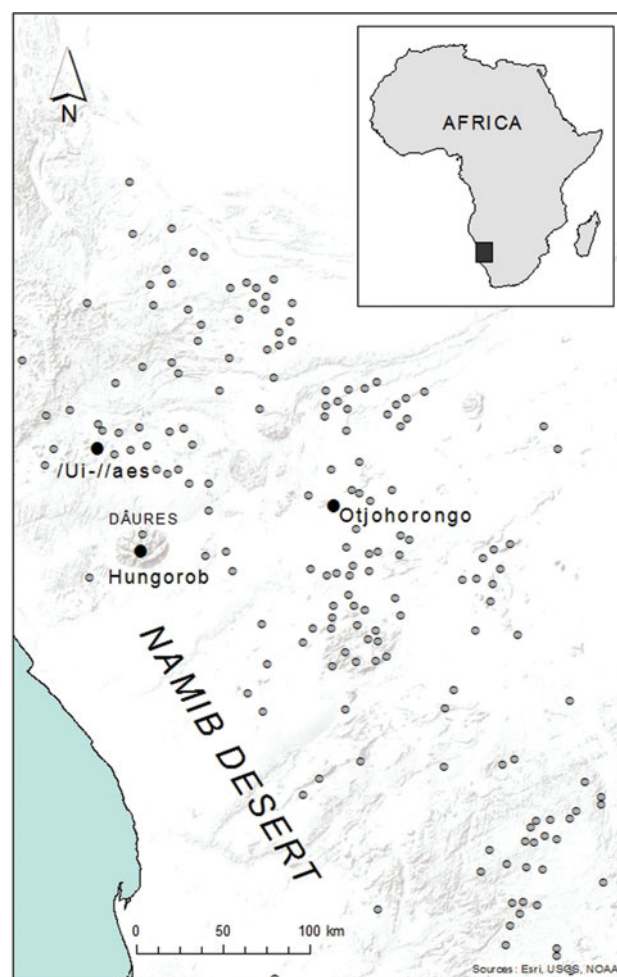 N
AFRICA
/Ui-//aes
Otjohorongo
DÂURES
Hungorob
NAMIB DESERT
0 50 100 km
Sources: Esri, USGS, NOAA